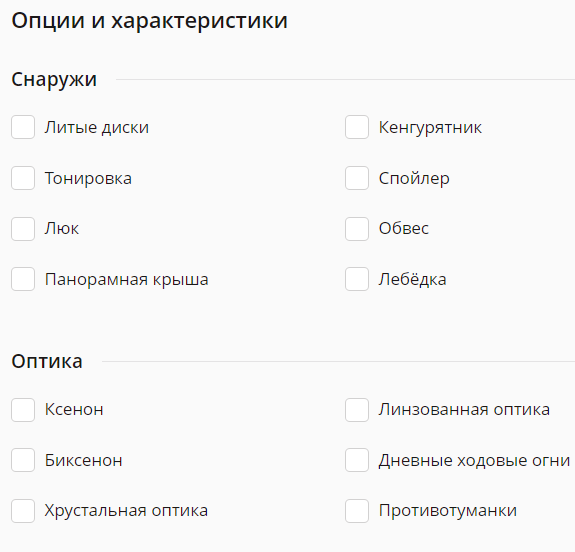 Опции и характеристики
Снаружи
Литые диски
Кенгурятник
Тонировка
Спойлер
Люк
Обвес
Панорамная крыша
Лебёдка
Оптика
Ксенон
Линзованная оптика
Биксенон
Дневные ходовые огни
Хрустальная оптика
Противотуманки